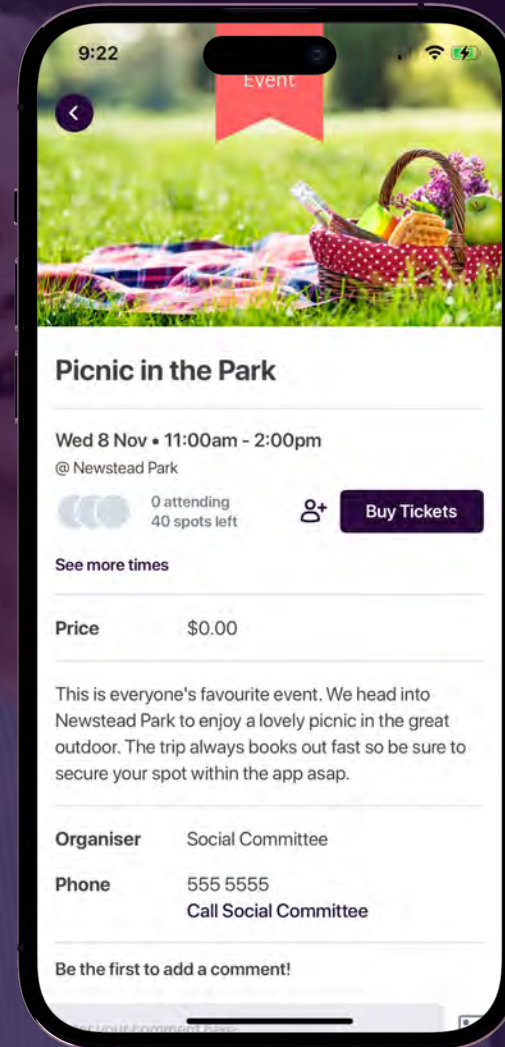 9:22
Event
Picnic in the Park
Wed 8 Nov • 11:00am - 2:00pm
@ Newstead Park
0 attending
40 spots left
Buy Tickets
See more times
Price $0.00
This is everyone's favourite event. We head into
Newstead Park to enjoy a lovely picnic in the great
outdoor. The trip always books out fast so be sure to
secure your spot within the app asap.
Organiser Social Committee
Phone 555 5555
Call Social Committee
Be the first to add a comment!
your comment here